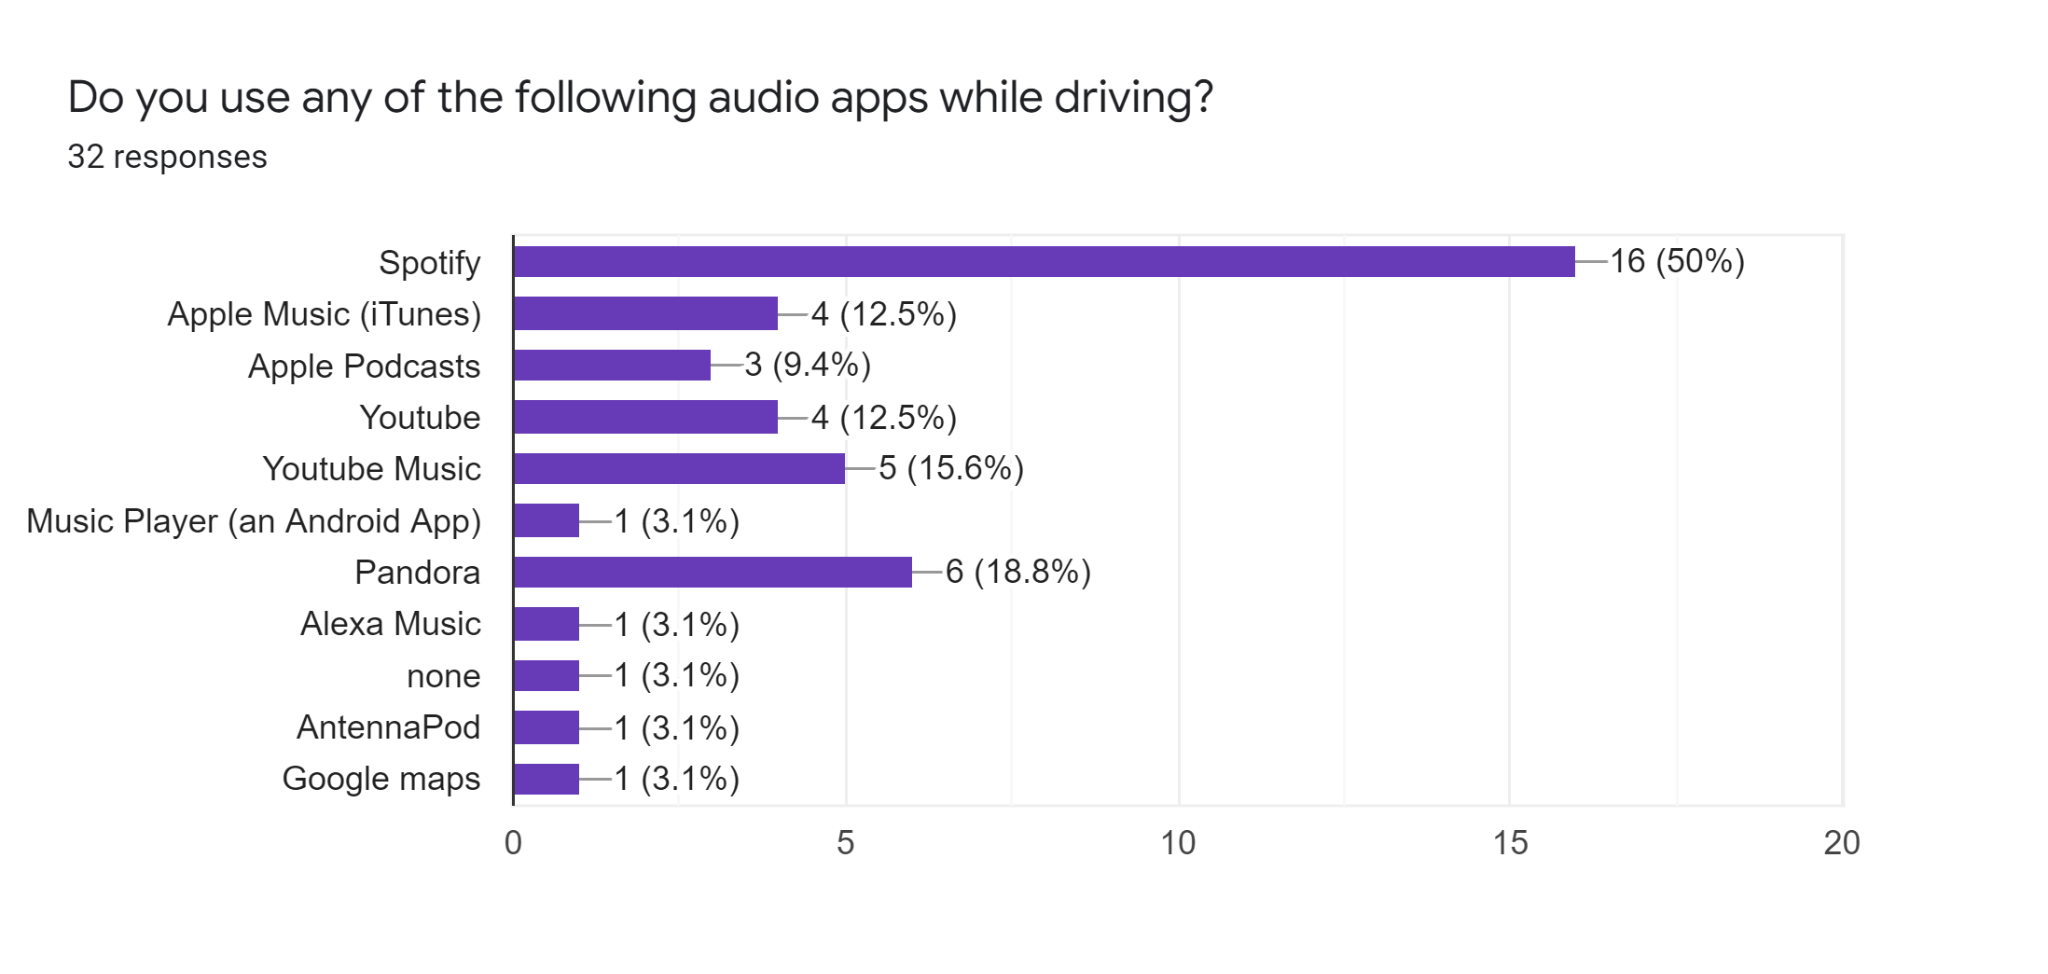 Do you use any of the following audio apps while driving?
32 responses
Spotify 16 (50%)
Apple Music (iTunes) 4 (12.5%)
Apple Podcasts 3 (9.4%)
Youtube 4 (12.5%)
Youtube Music 5 (15.6%)
Music Player (an Android App) 1 (3.1%)
Pandora 6 (18.8%)
Alexa Music 1 (3.1%)
none 1 (3.1%)
AntennaPod 1 (3.1%)
Google maps 1 (3.1%)
0 5 10 15 20